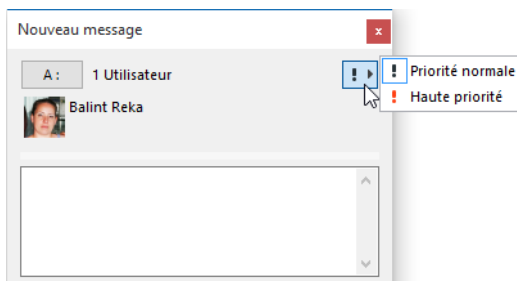 Nouveau message
x
A : 1 Utilisateur
! ! Priorité normale
! Haute priorité
Balint Reka